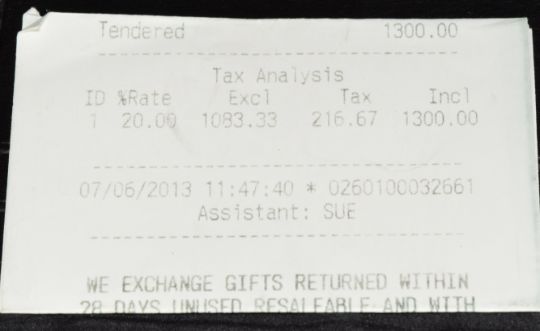 Tendered 1300.00
Tax Analysis
ID %Rate Excl Tax Incl
1 20.00 1083.33 216.67 1300.00
07/06/2013 11:47:40 * 0260100032661
Assistant: SUE
WE EXCHANGE GIFTS RETURNED WITHIN
28 DAYS UNUSED RESALEABLE AND WITH